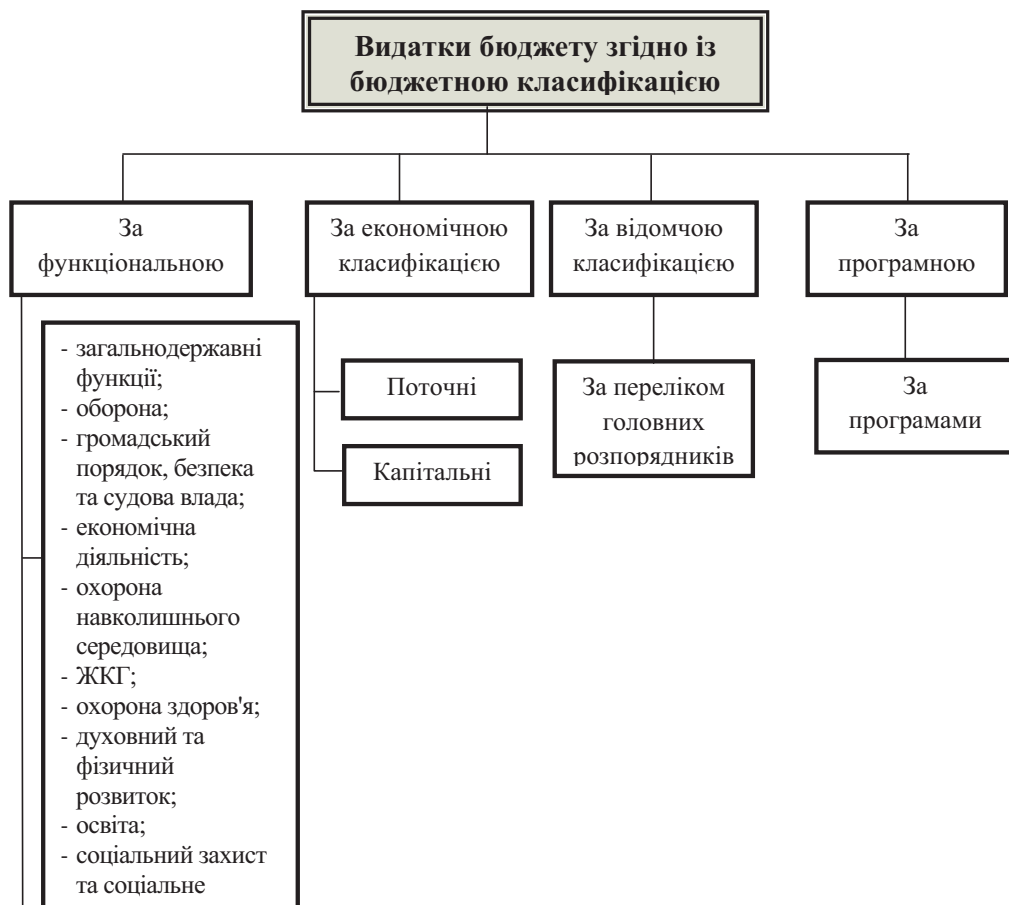 Видатки бюджету згідно із
бюджетною класифікацією
За
функціональною
За економічною
класифікацією
За відомчою
класифікацією
За
програмною
- загальнодержавні
функції;
- оборона;
- громадський
порядок, безпека
та судова влада;
- економічна
діяльність;
- охорона
навколишнього
середовища;
- ЖКГ;
- охорона здоров'я;
- духовний та
фізичний
розвиток;
- освіта;
- соціальний захист
та соціальне
Поточні
Капітальні
За переліком
головних
розпорядників
За
програмами